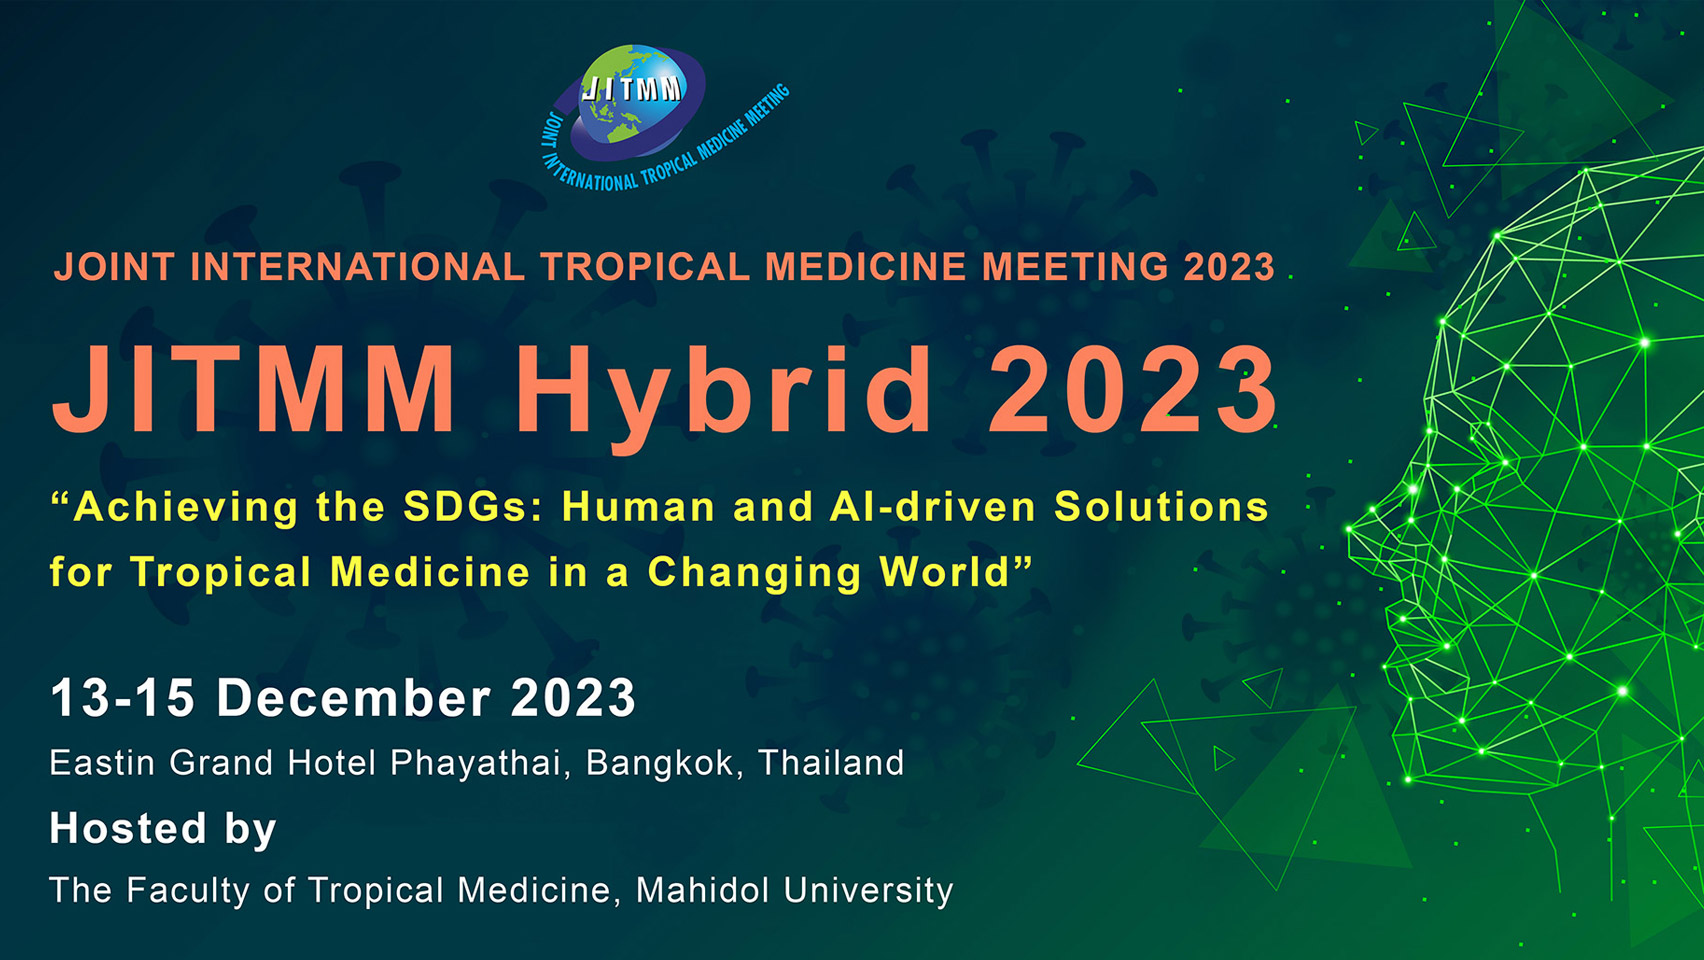 JITMM
JOINT INTERNATIONAL TROPICAL MEDICINE MEETING
JOINT INTERNATIONAL TROPICAL MEDICINE MEETING 2023
JITMM Hybrid 2023
“Achieving the SDGs: Human and AI-driven Solutions
for Tropical Medicine in a Changing World”
13-15 December 2023
Eastin Grand Hotel Phayathai, Bangkok, Thailand
Hosted by
The Faculty of Tropical Medicine, Mahidol University